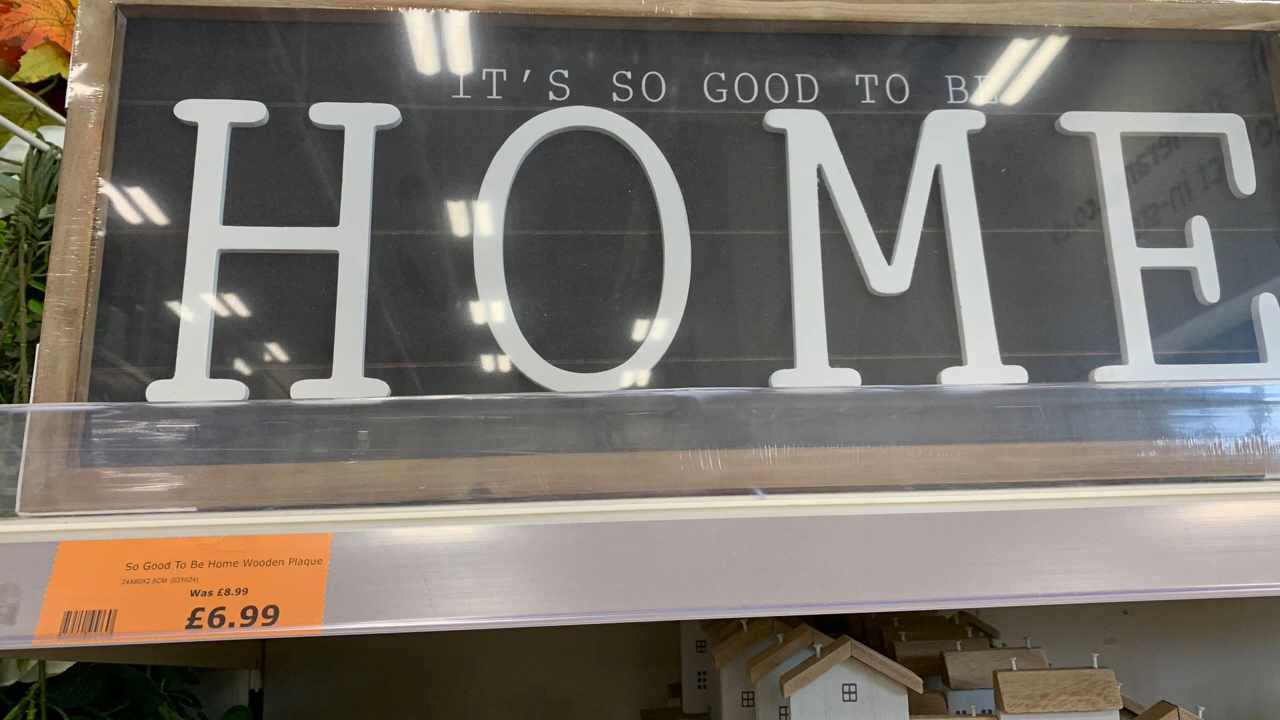 IT'S SO GOOD TO BE
HOME
So Good To Be Home Wooden Plaque
24X60X2.5CM (031024)
Was £8.99
£6.99